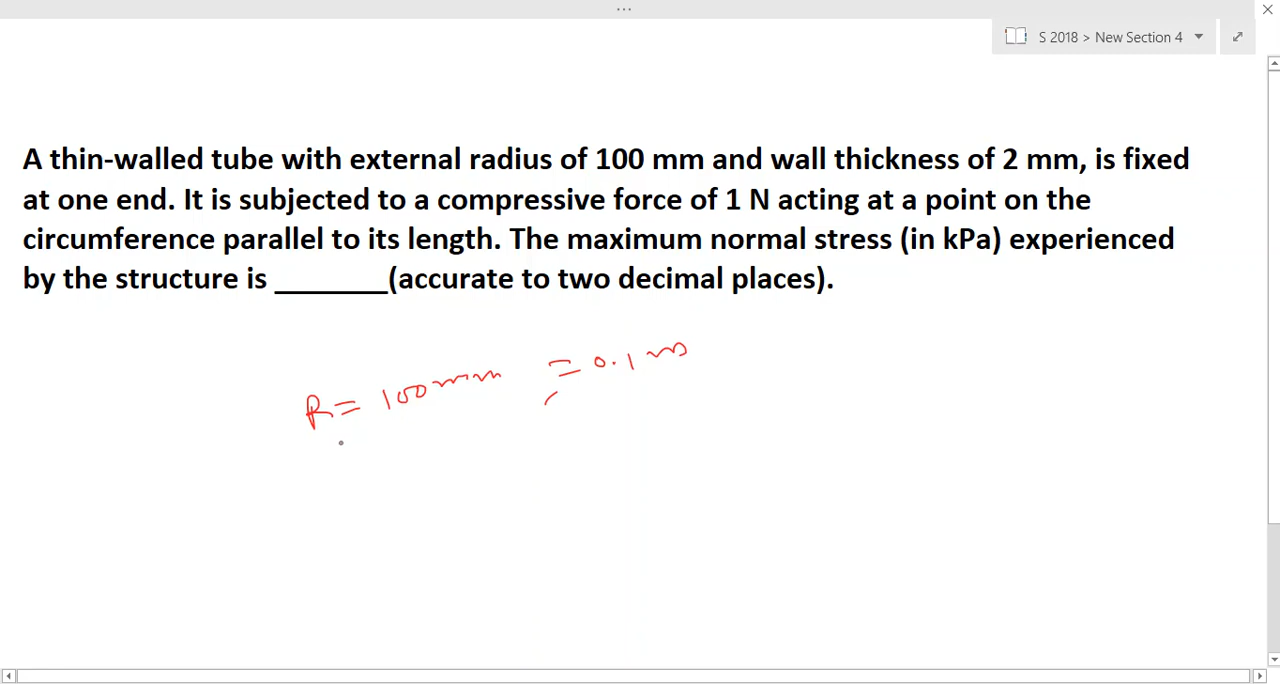 S 2018 > New Section 4
A thin-walled tube with external radius of 100 mm and wall thickness of 2 mm, is fixed
at one end. It is subjected to a compressive force of 1 N acting at a point on the
circumference parallel to its length. The maximum normal stress (in kPa) experienced
by the structure is _______(accurate to two decimal places).
R = 100mm = 0.1 m